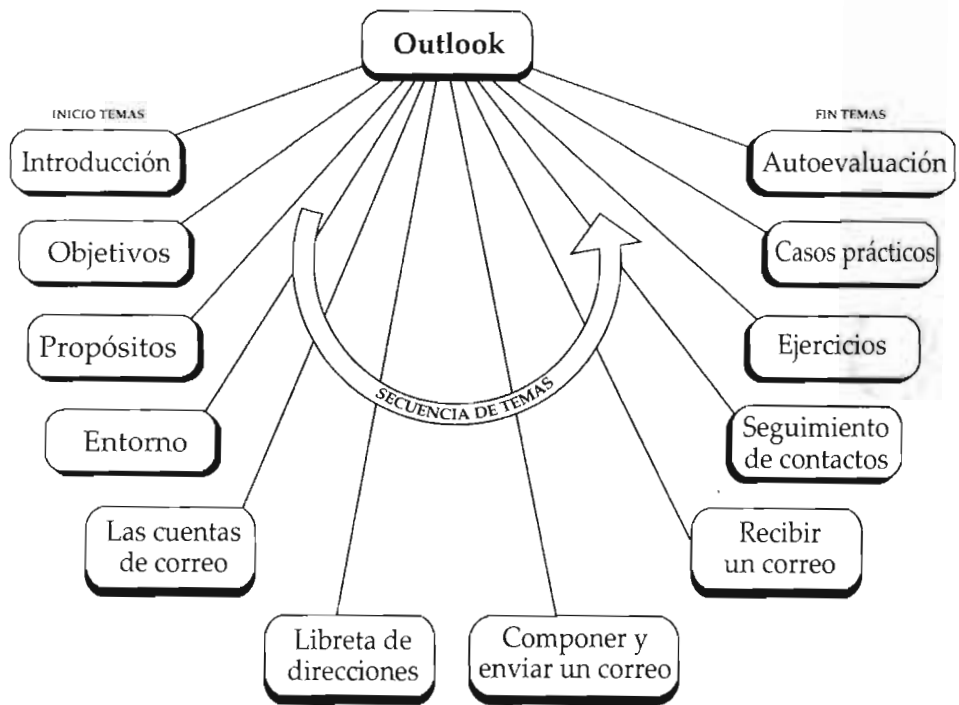 Outlook
INICIO TEMAS
Introducción
Objetivos
Propósitos
Entorno
Las cuentas
de correo
Libreta de
direcciones
Componer y
enviar un correo
Recibir
un correo
Seguimiento
de contactos
Ejercicios
Casos prácticos
FIN TEMAS
Autoevaluación
SECUENCIA DE TEMAS